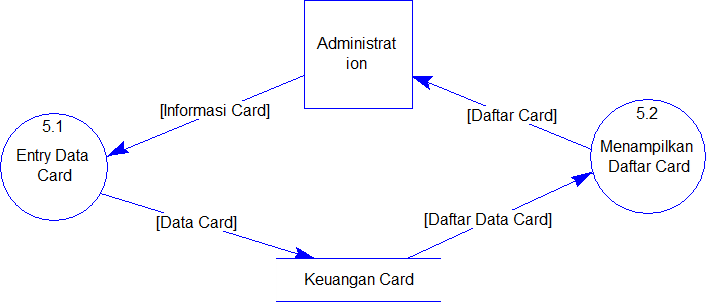 Administrat
ion
[Informasi Card]
[Daftar Card]
5.1
Entry Data
Card
5.2
Menampilkan
Daftar Card
[Data Card]
[Daftar Data Card]
Keuangan Card